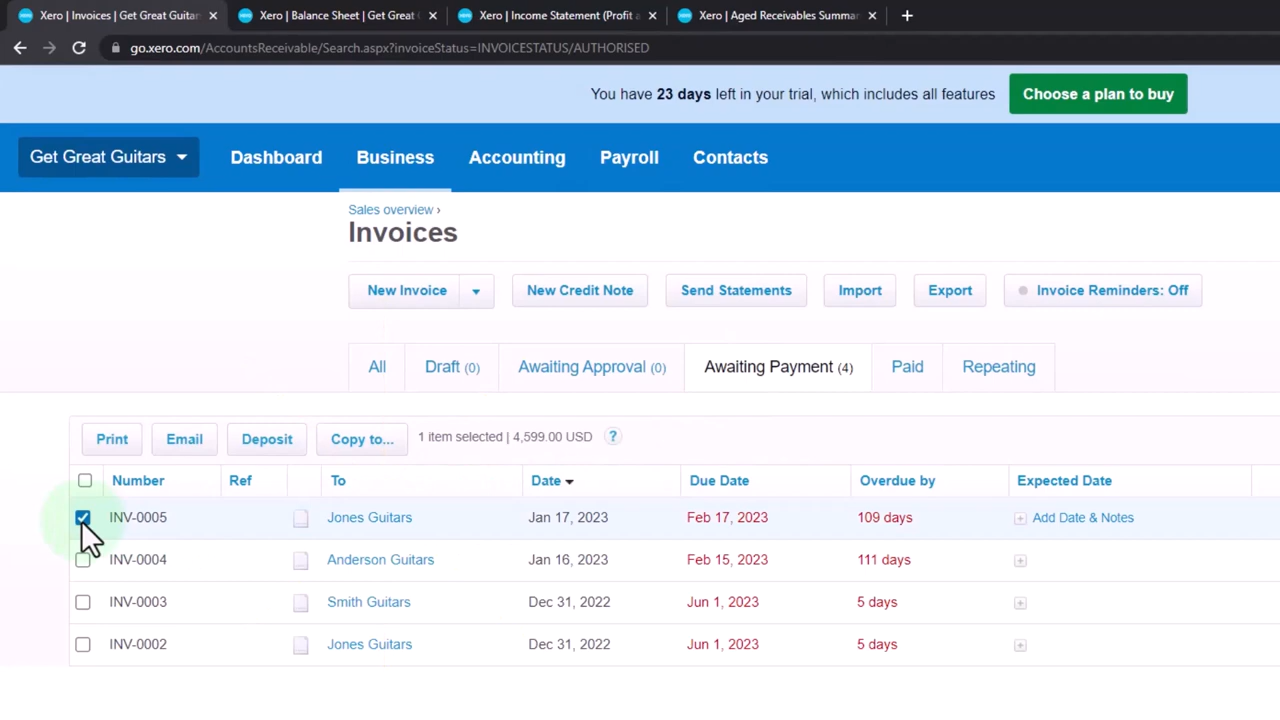 Xero | Invoices | Get Great Guitar
Xero | Balance Sheet | Get Great
Xero | Income Statement (Profit a
Xero | Aged Receivables Summar
go.xero.com/AccountsReceivable/Search.aspx?invoiceStatus=INVOICESTATUS/AUTHORISED
You have 23 days left in your trial, which includes all features
Choose a plan to buy
Get Great Guitars
Dashboard
Business
Accounting
Payroll
Contacts
Sales overview ›
Invoices
New Invoice
New Credit Note
Send Statements
Import
Export
Invoice Reminders: Off
All
Draft (0)
Awaiting Approval (0)
Awaiting Payment (4)
Paid
Repeating
Print
Email
Deposit
Copy to...
1 item selected | 4,599.00 USD ?
Number Ref To Date Due Date Overdue by Expected Date
INV-0005 Jones Guitars Jan 17, 2023 Feb 17, 2023 109 days Add Date & Notes
INV-0004 Anderson Guitars Jan 16, 2023 Feb 15, 2023 111 days
INV-0003 Smith Guitars Dec 31, 2022 Jun 1, 2023 5 days
INV-0002 Jones Guitars Dec 31, 2022 Jun 1, 2023 5 days